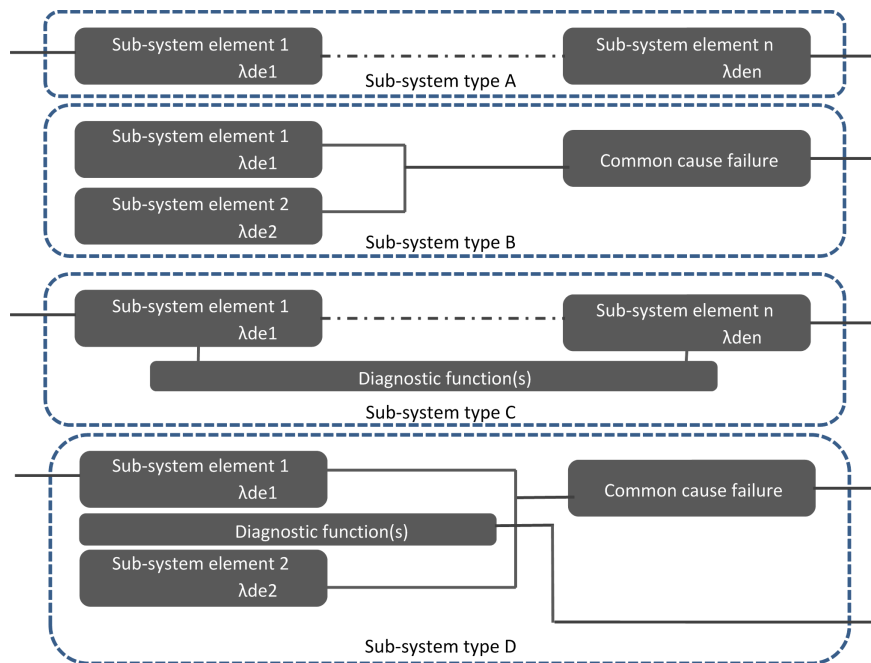 Sub-system element 1
λde1
Sub-system element n
λden
Sub-system type A
Sub-system element 1
λde1
Sub-system element 2
λde2
Common cause failure
Sub-system type B
Sub-system element 1
λde1
Sub-system element n
λden
Diagnostic function(s)
Sub-system type C
Sub-system element 1
λde1
Diagnostic function(s)
Sub-system element 2
λde2
Common cause failure
Sub-system type D